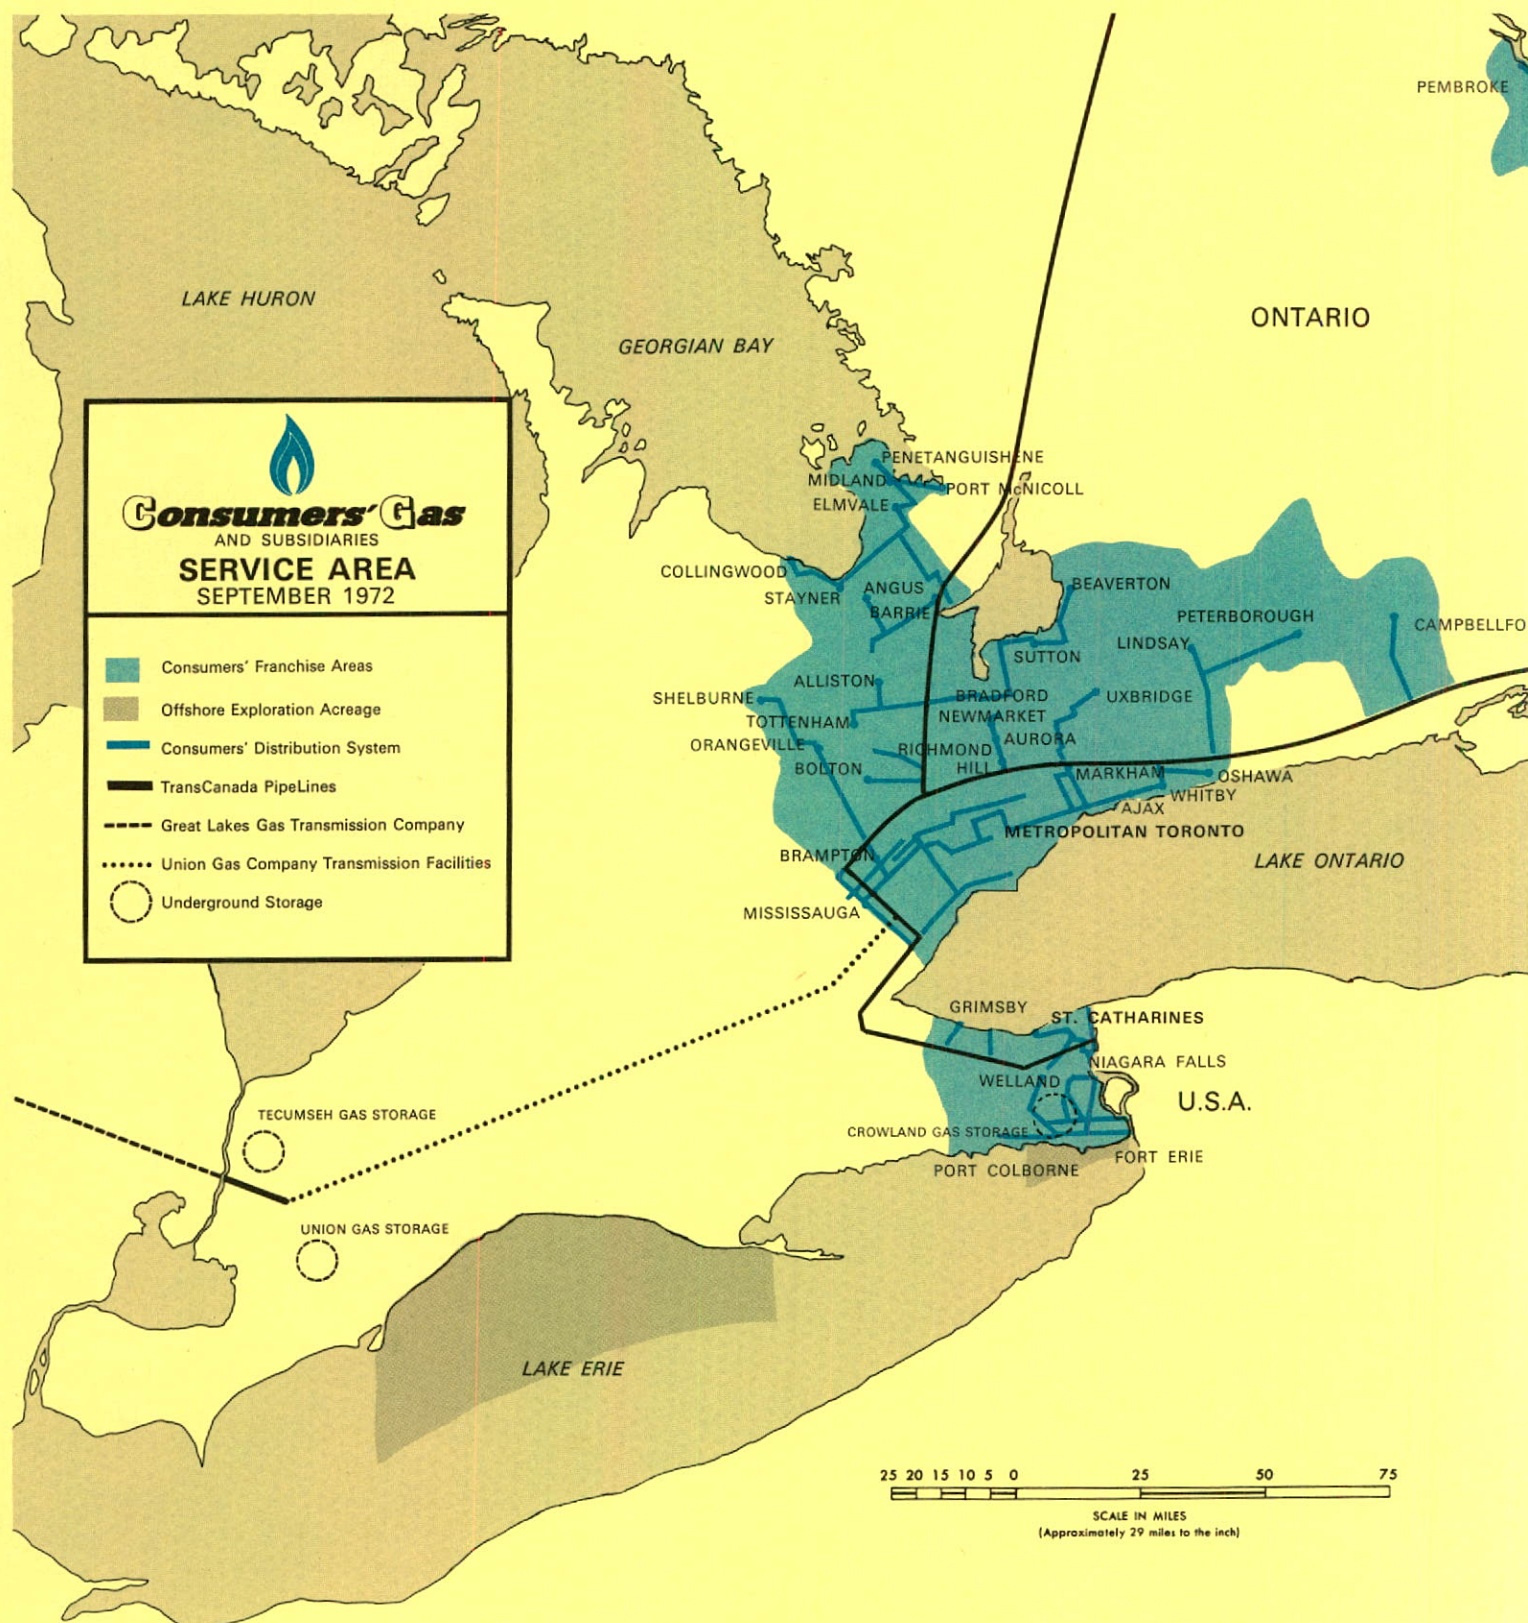 PEMBROKE
LAKE HURON
ONTARIO
GEORGIAN BAY
Consumers' Gas
AND SUBSIDIARIES
SERVICE AREA
SEPTEMBER 1972
Consumers' Franchise Areas
Offshore Exploration Acreage
Consumers' Distribution System
TransCanada PipeLines
Great Lakes Gas Transmission Company
Union Gas Company Transmission Facilities
Underground Storage
PENETANGUISHENE
MIDLAND
PORT McNICOLL
ELMVALE
COLLINGWOOD
STAYNER
ANGUS
BARRIE
BEAVERTON
PETERBOROUGH
CAMPBELLFO
LINDSAY
SUTTON
ALLISTON
SHELBURNE
BRADFORD
UXBRIDGE
TOTTENHAM
NEWMARKET
ORANGEVILLE
AURORA
RICHMOND
HILL
BOLTON
MARKHAM
OSHAWA
WHITBY
AJAX
METROPOLITAN TORONTO
BRAMPTON
LAKE ONTARIO
MISSISSAUGA
GRIMSBY
ST. CATHARINES
NIAGARA FALLS
WELLAND
U.S.A.
TECUMSEH GAS STORAGE
CROWLAND GAS STORAGE
FORT ERIE
PORT COLBORNE
UNION GAS STORAGE
LAKE ERIE
25 20 15 10 5 0 25 50 75
SCALE IN MILES
(Approximately 29 miles to the inch)